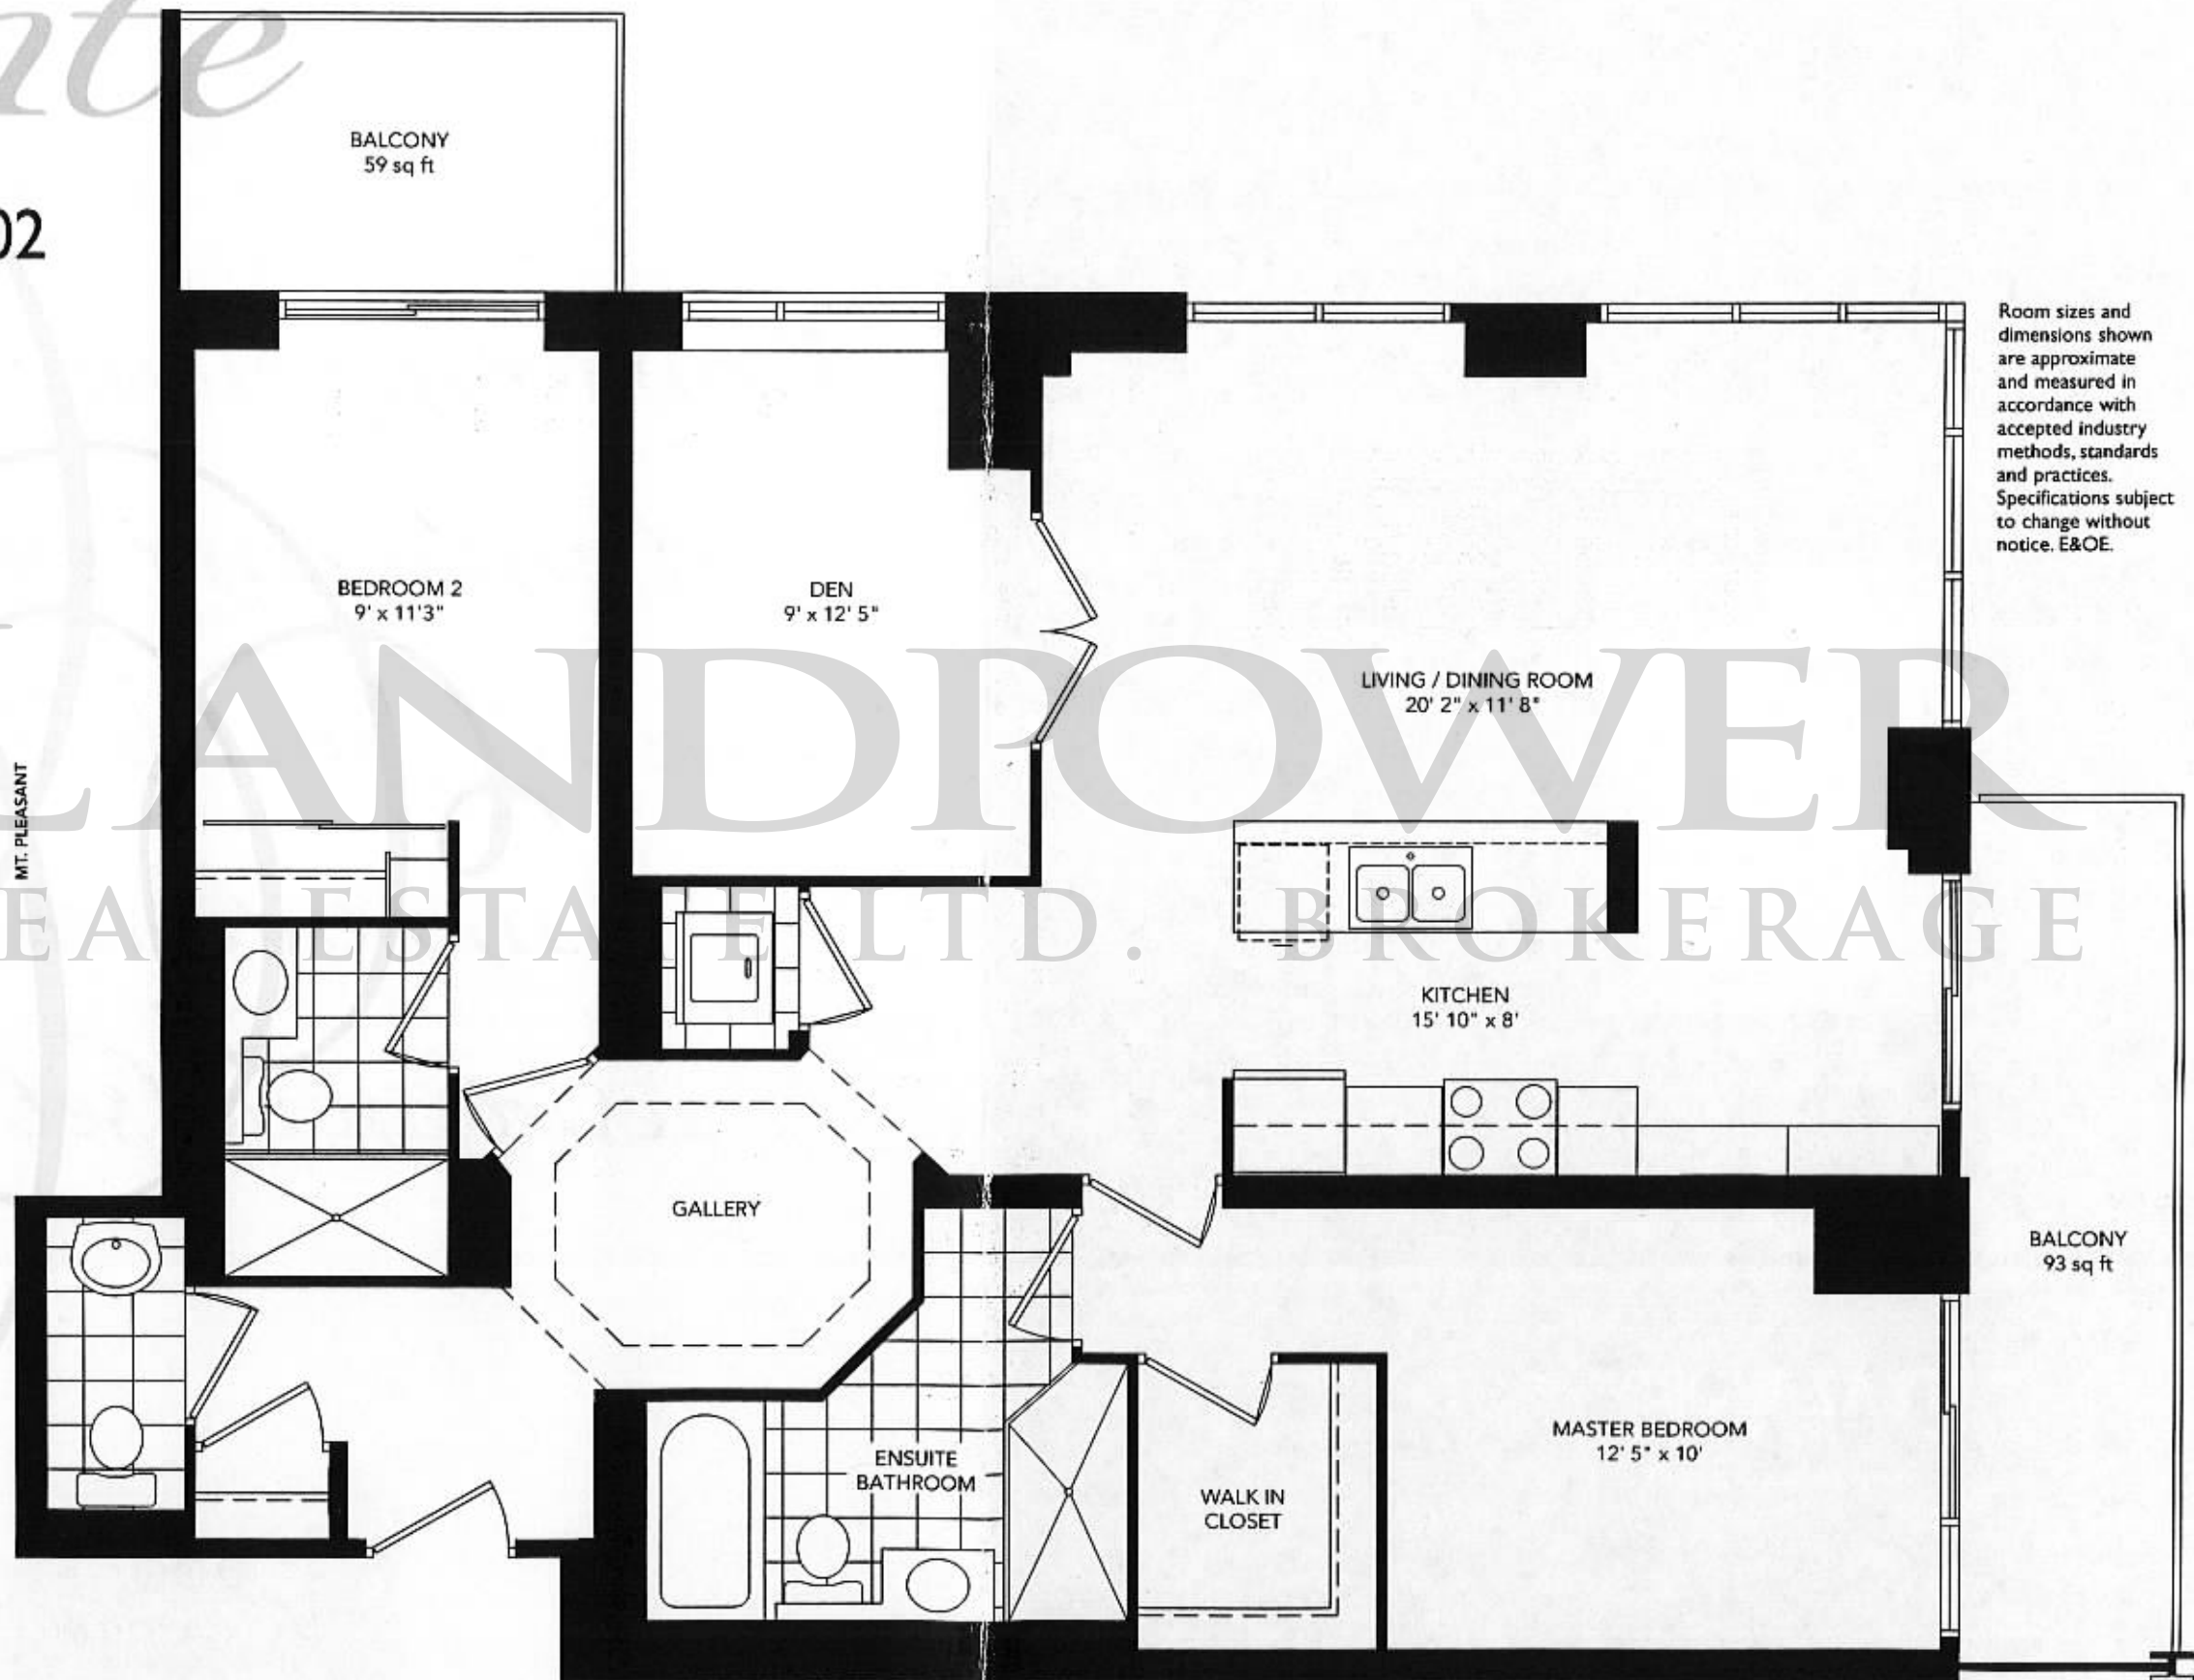 02
BALCONY
59 sq ft
Room sizes and
dimensions shown
are approximate
and measured in
accordance with
accepted industry
methods, standards
and practices.
Specifications subject
to change without
notice. E&OE.
BEDROOM 2
9' x 11'3"
DEN
9' x 12' 5"
LIVING / DINING ROOM
20' 2" x 11' 8"
MT. PLEASANT
LANDPOWER
REAL ESTATE LTD. BROKERAGE
KITCHEN
15' 10" x 8'
GALLERY
BALCONY
93 sq ft
MASTER BEDROOM
12' 5" x 10'
ENSUITE
BATHROOM
WALK IN
CLOSET